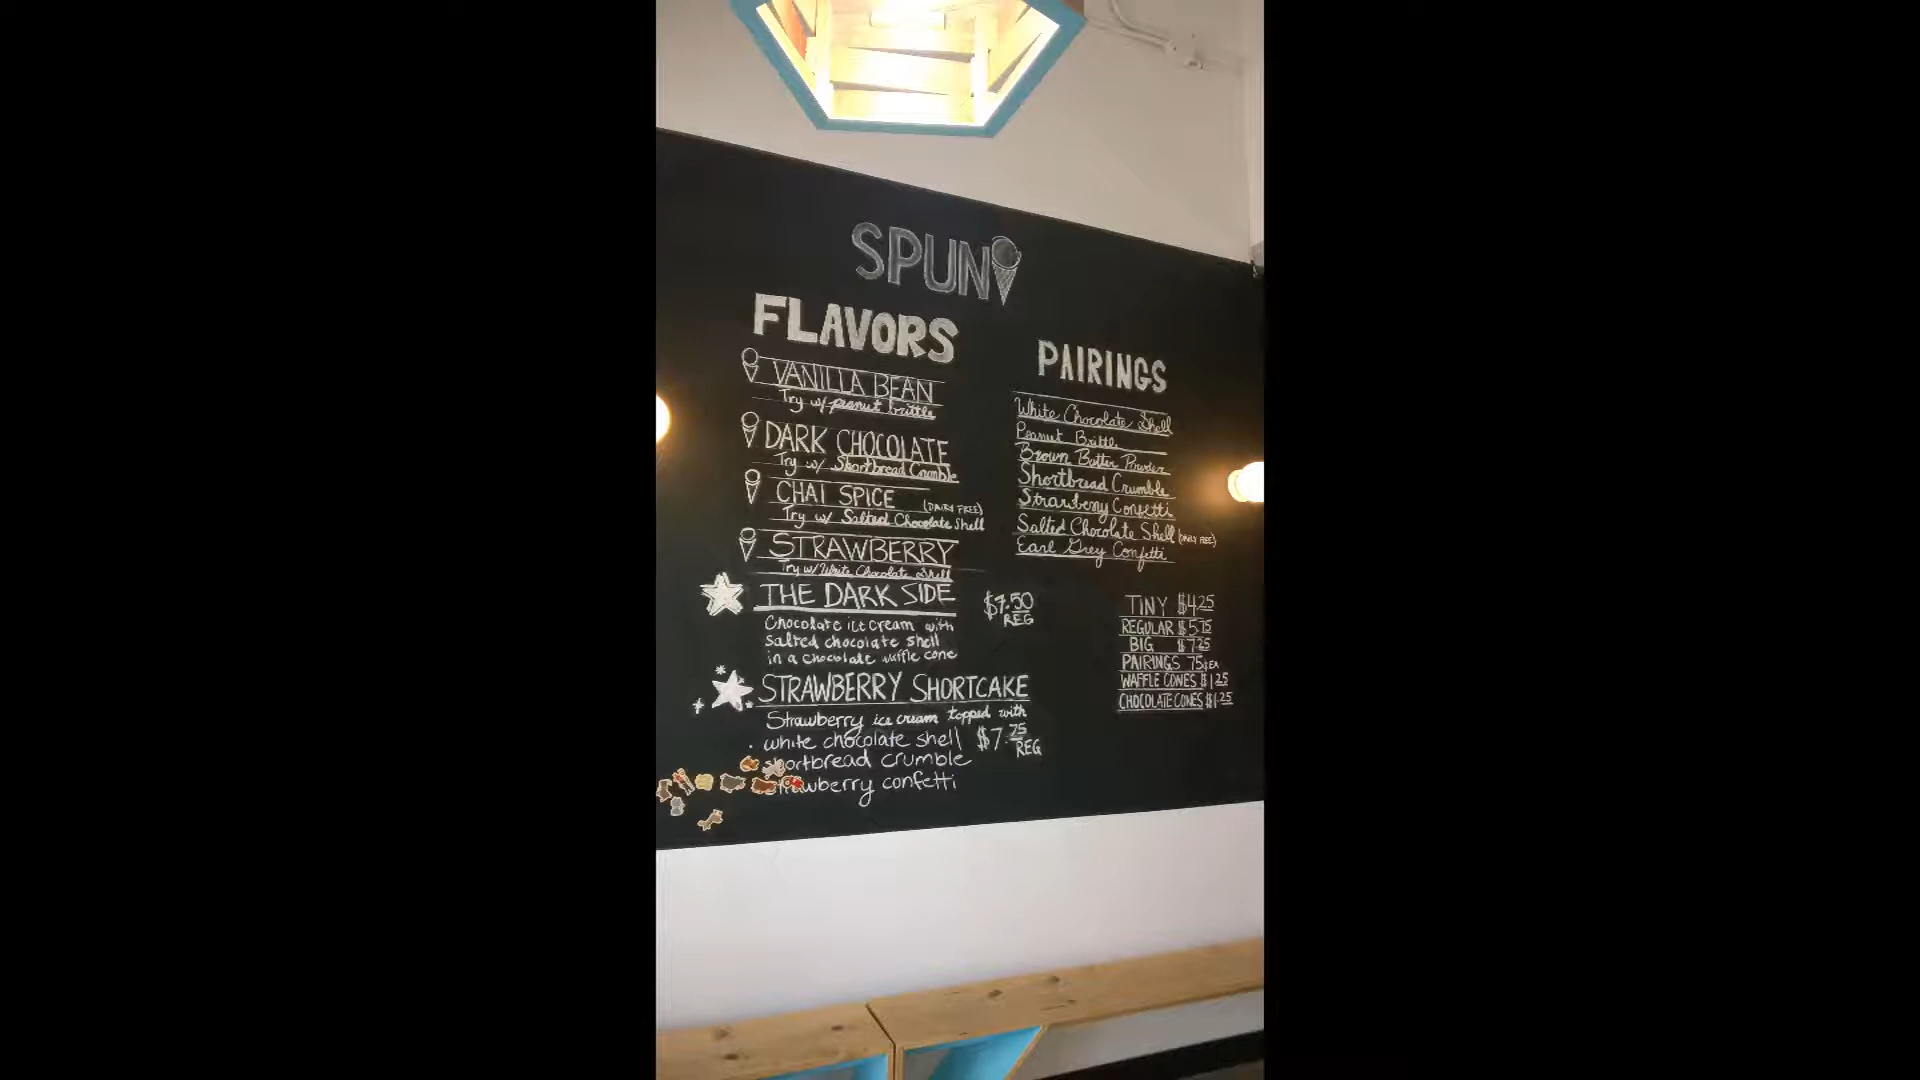 SPUN
FLAVORS
VANILLA BEAN
Try w/ peanut brittle
DARK CHOCOLATE
Try w/ Shortbread Crumble
CHAI SPICE (DAIRY FREE)
Try w/ Salted Chocolate Shell
STRAWBERRY
Try w/ White Chocolate Shell
THE DARK SIDE
$7.50
REG
Chocolate ice cream with
salted chocolate shell
in a chocolate waffle cone
STRAWBERRY SHORTCAKE
Strawberry ice cream topped with
white chocolate shell
$7.75
REG
shortbread crumble
strawberry confetti
PAIRINGS
White Chocolate Shell
Peanut Brittle
Brown Butter Powder
Shortbread Crumble
Strawberry Confetti
Salted Chocolate Shell (DAIRY FREE)
Earl Grey Confetti
TINY $4.25
REGULAR $5.75
BIG $7.25
PAIRINGS 75¢ EA
WAFFLE CONES $1.25
CHOCOLATE CONES $1.25